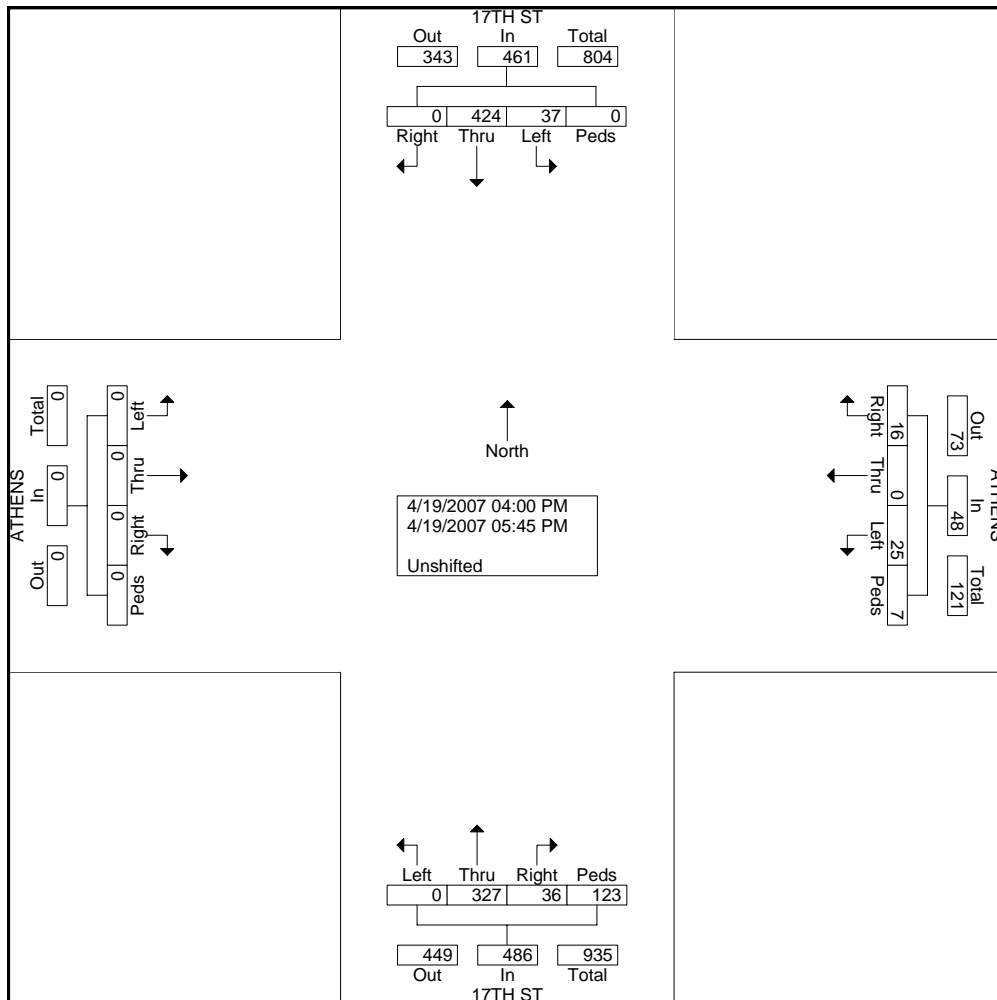 17TH ST
Out In Total
343 461 804
0 424 37 0
Right Thru Left Peds
ATHENS
Total In Out
0 0 0
0 0 0 0
Left Thru Right Peds
North
4/19/2007 04:00 PM
4/19/2007 05:45 PM
Unshifted
Right Thru Left Peds
16 0 25 7
Out In Total
73 48 121
ATHENS
Left Thru Right Peds
0 327 36 123
449 486 935
Out In Total
17TH ST